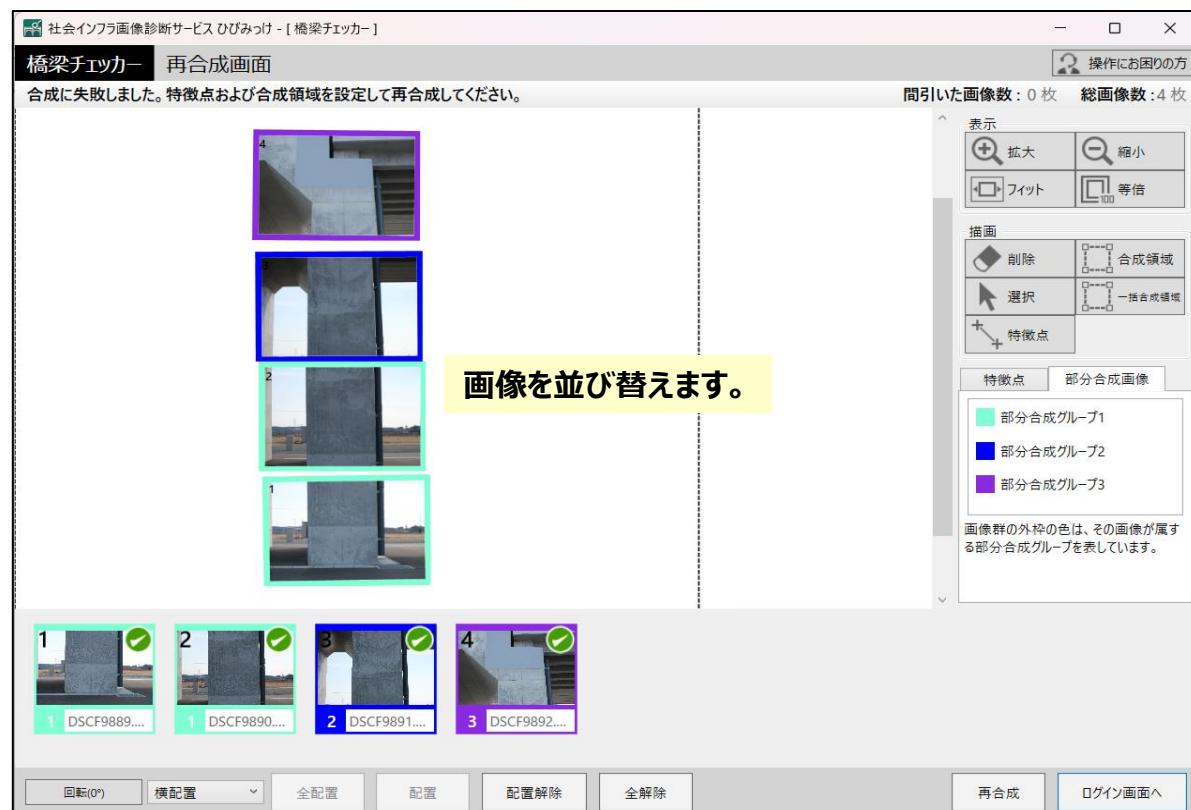 社会インフラ画像診断サービス ひびみっけ - [ 橋梁チェッカー ]
橋梁チェッカー 再合成画面 操作にお困りの方
合成に失敗しました。特徴点および合成領域を設定して再合成してください。 間引いた画像数 : 0 枚 総画像数 : 4 枚
表示
拡大 縮小
フィット 100 等倍
描画
削除 合成領域
選択 一括合成領域
特徴点
特徴点 部分合成画像
部分合成グループ1
部分合成グループ2
部分合成グループ3
画像群の外枠の色は、その画像が属す
る部分合成グループを表しています。
4
3
画像を並び替えます。
2
1
1 2 3 4
1 DSCF9889.... 1 DSCF9890.... 2 DSCF9891.... 3 DSCF9892....
回転(0°) 横配置 全配置 配置 配置解除 全解除 再合成 ログイン画面へ